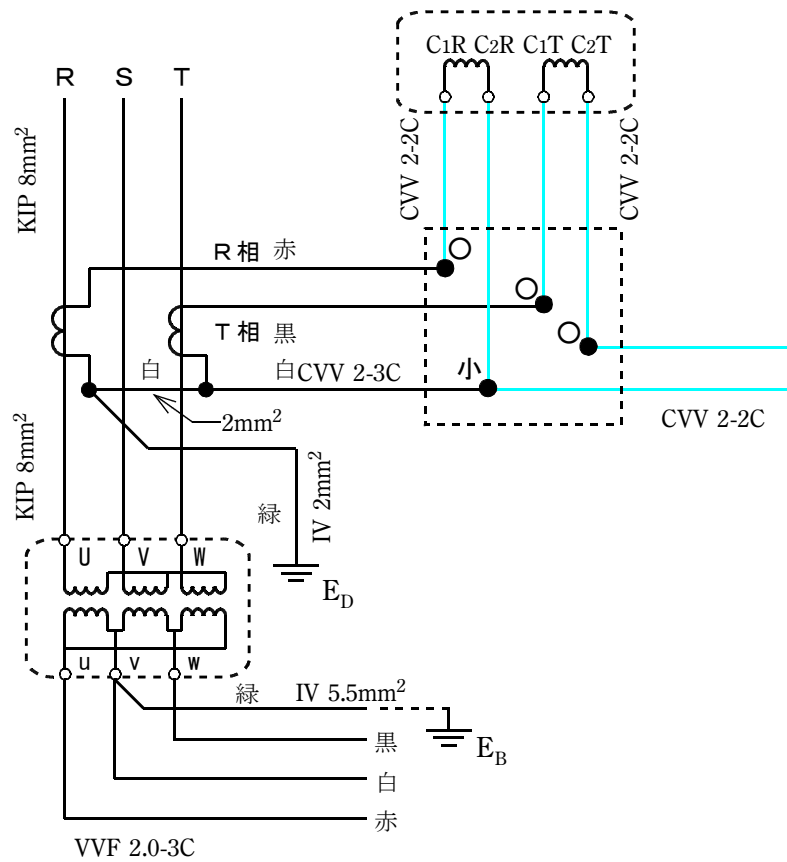 C1R C2R C1T C2T
R S T
KIP 8mm²
CVV 2-2C
CVV 2-2C
R相 赤
○
○
T相 黒
○
白
白CVV 2-3C
小
2mm²
CVV 2-2C
KIP 8mm²
緑
IV 2mm²
E_D
U V W
u v w
緑 IV 5.5mm²
黒
E_B
白
赤
VVF 2.0-3C